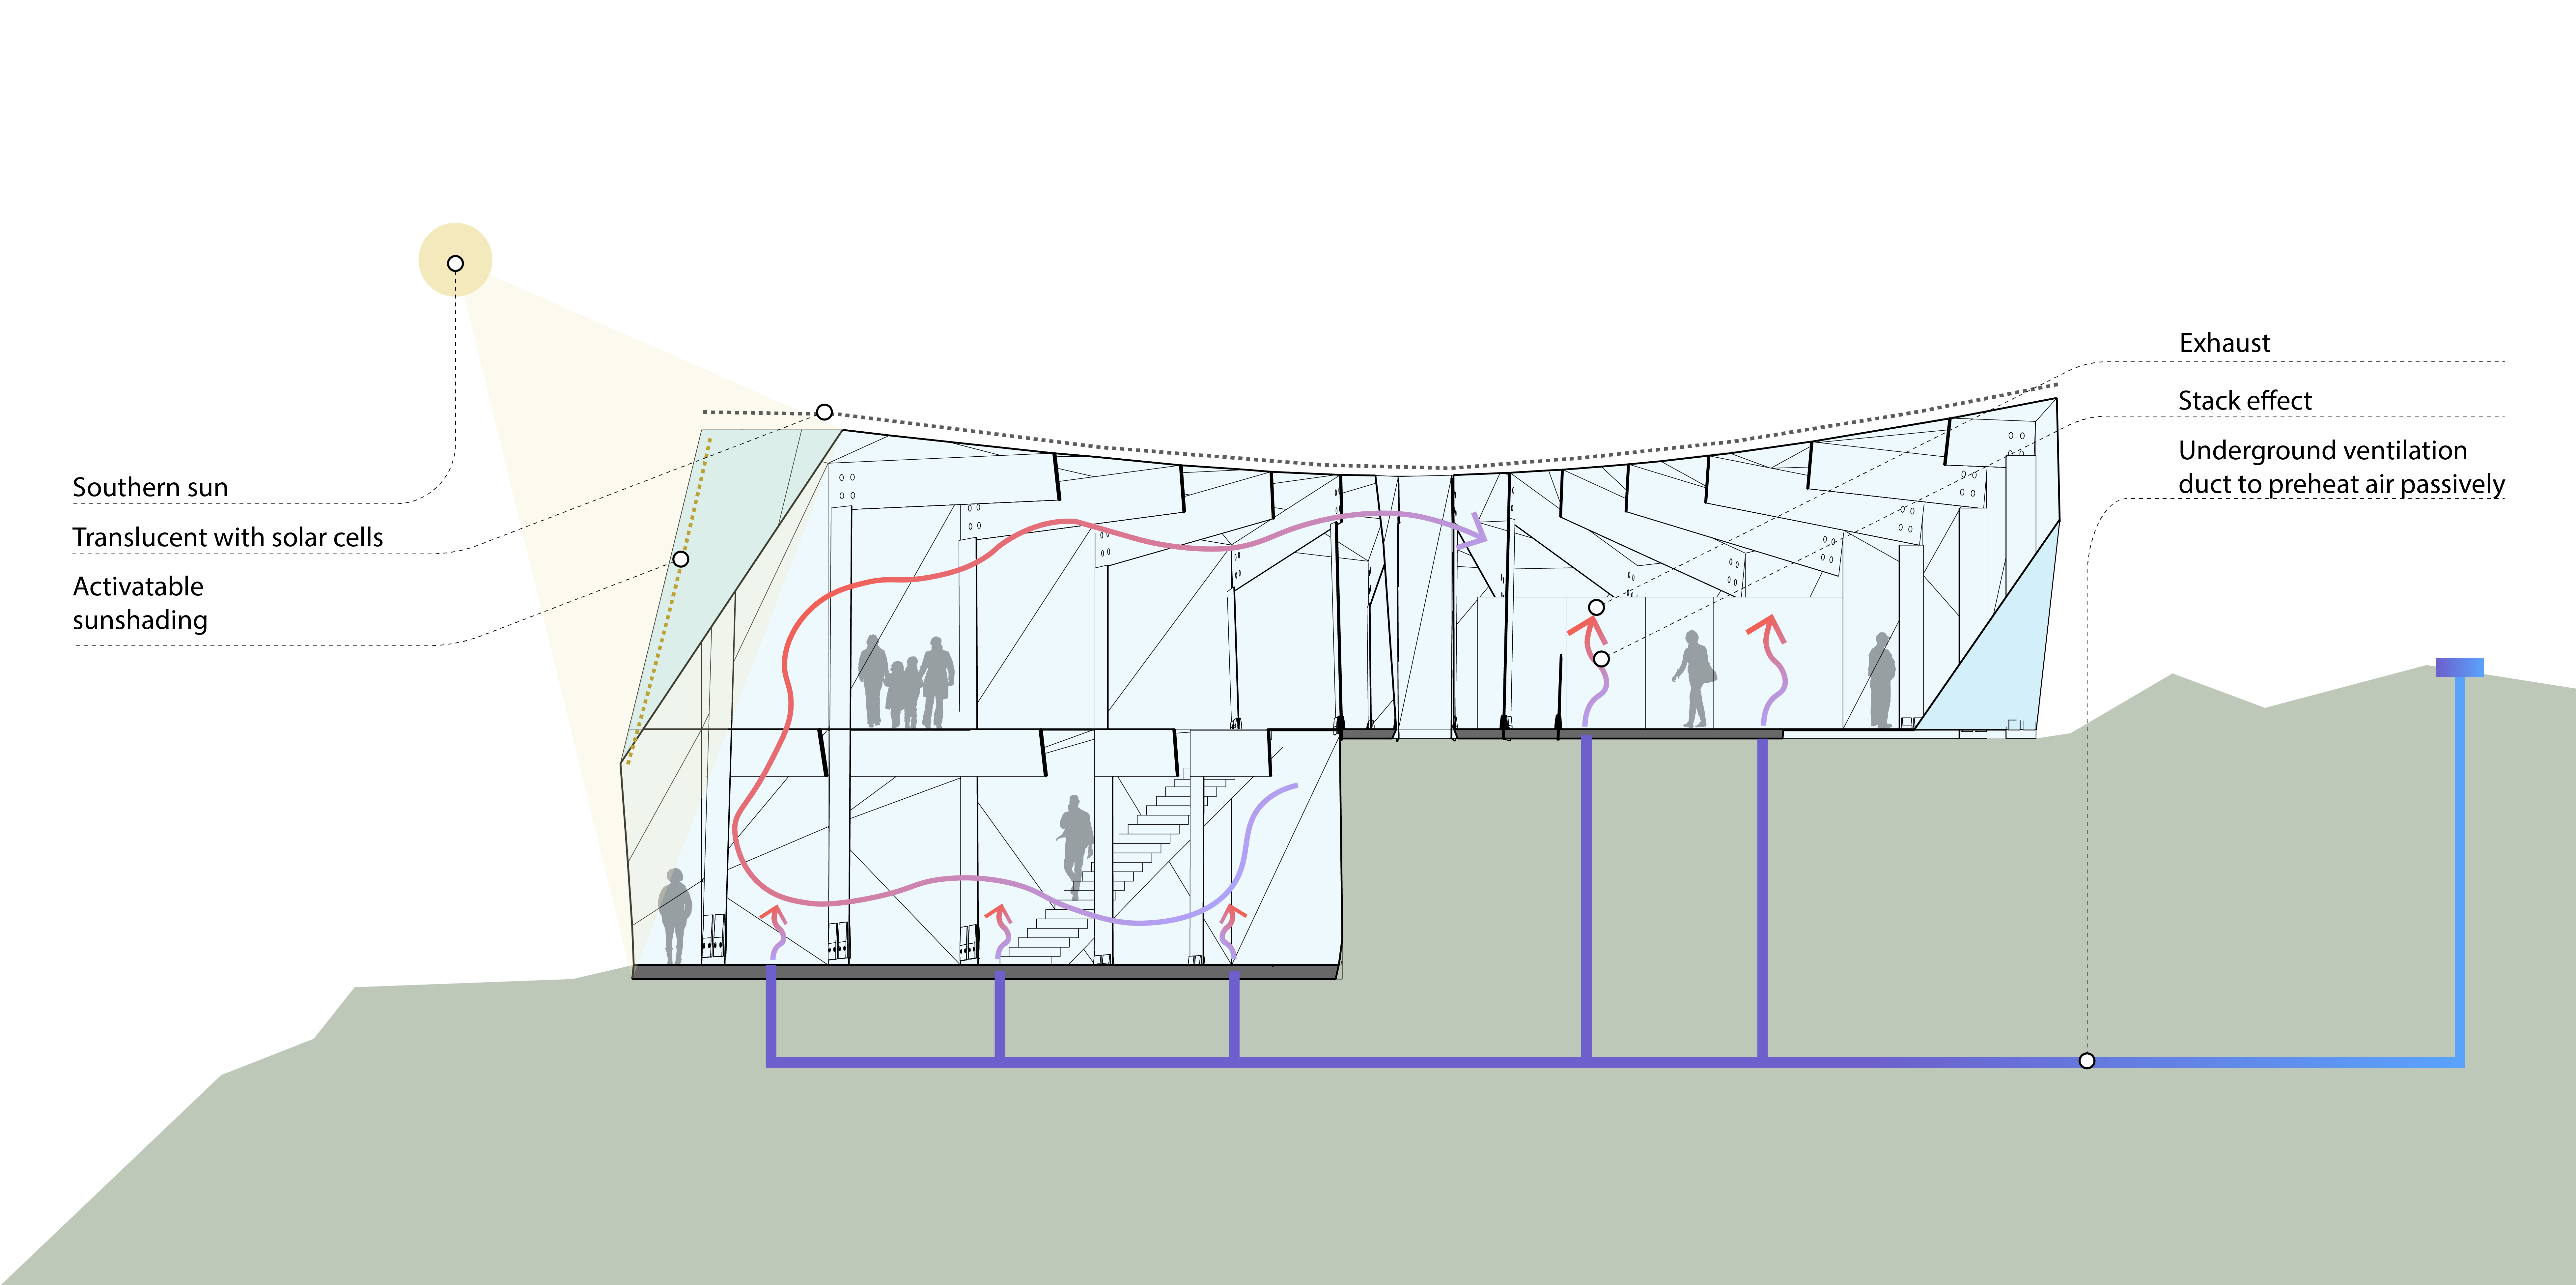 Southern sun
Translucent with solar cells
Activatable
sunshading
Exhaust
Stack effect
Underground ventilation
duct to preheat air passively